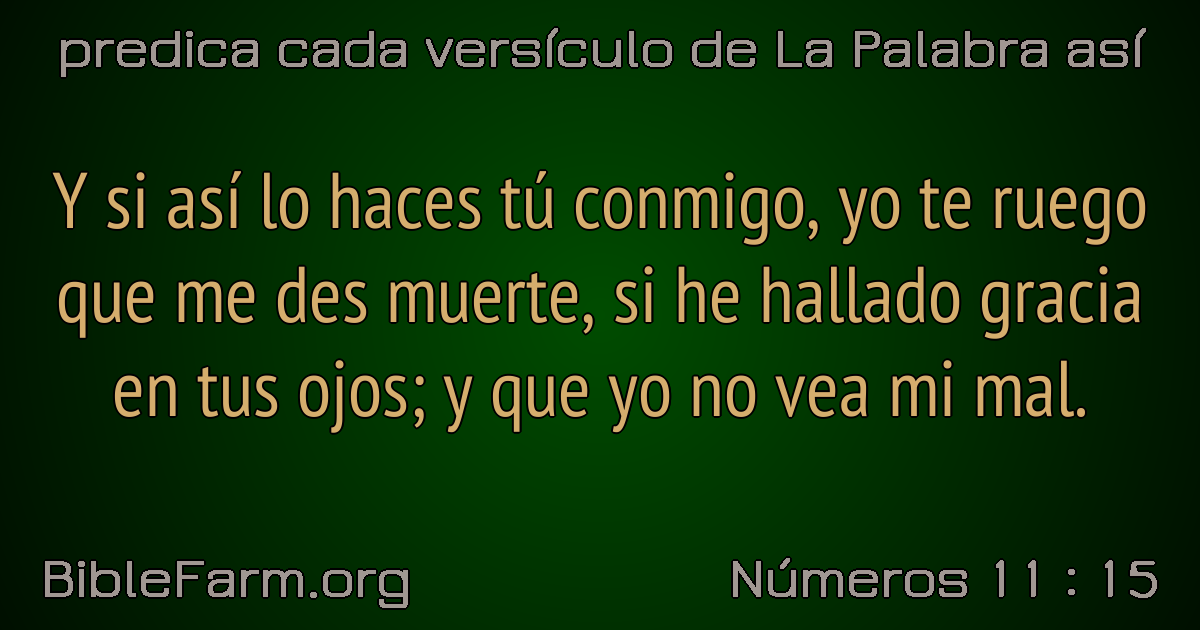 predica cada versículo de La Palabra así
Y si así lo haces tú conmigo, yo te ruego
que me des muerte, si he hallado gracia
en tus ojos; y que yo no vea mi mal.
BibleFarm.org
Números 11 : 15